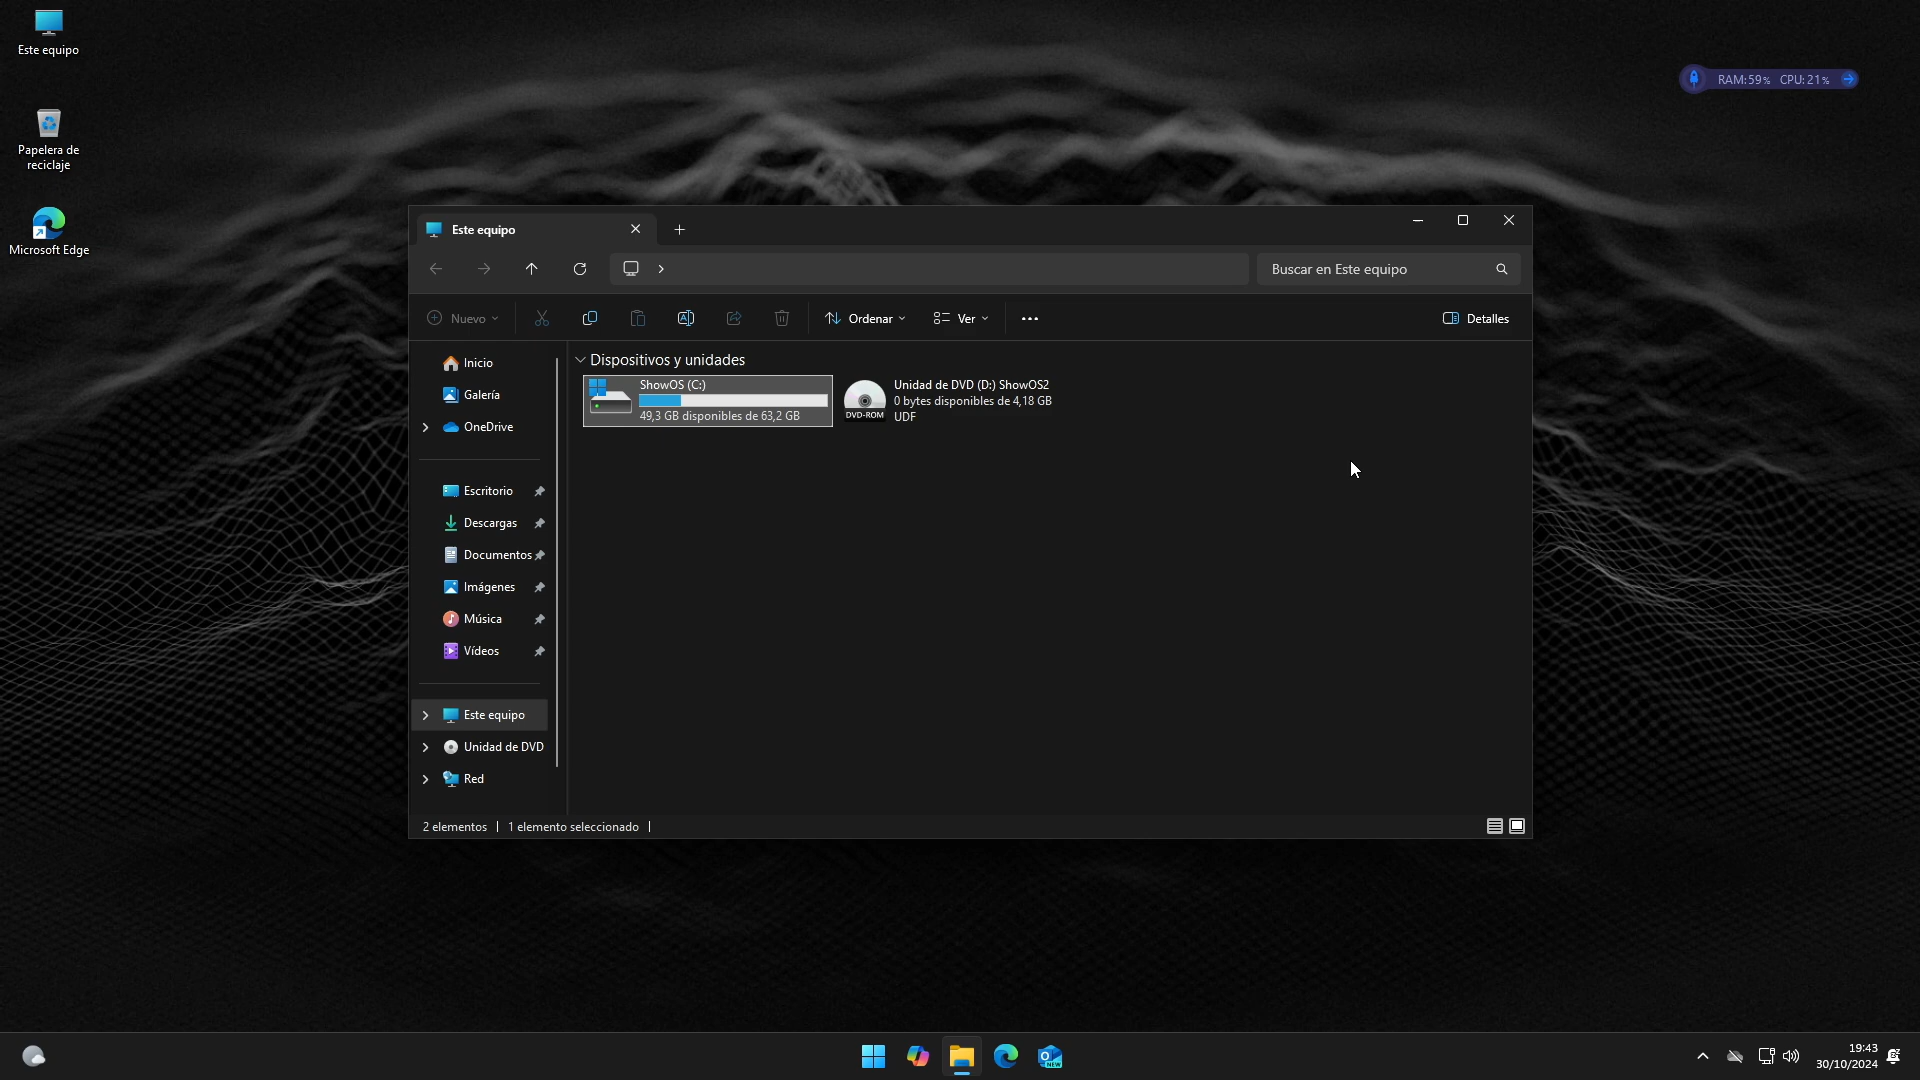 Este equipo
Papelera de
reciclaje
Microsoft Edge
RAM:59% CPU:21%
Este equipo
Buscar en Este equipo
Nuevo
Ordenar
Ver
Detalles
Inicio
Galería
OneDrive
Escritorio
Descargas
Documentos
Imágenes
Música
Vídeos
Este equipo
Unidad de DVD
Red
Dispositivos y unidades
ShowOS (C:)
49,3 GB disponibles de 63,2 GB
DVD-ROM
Unidad de DVD (D:) ShowOS2
0 bytes disponibles de 4,18 GB
UDF
2 elementos
1 elemento seleccionado
NEW
19:43
30/10/2024